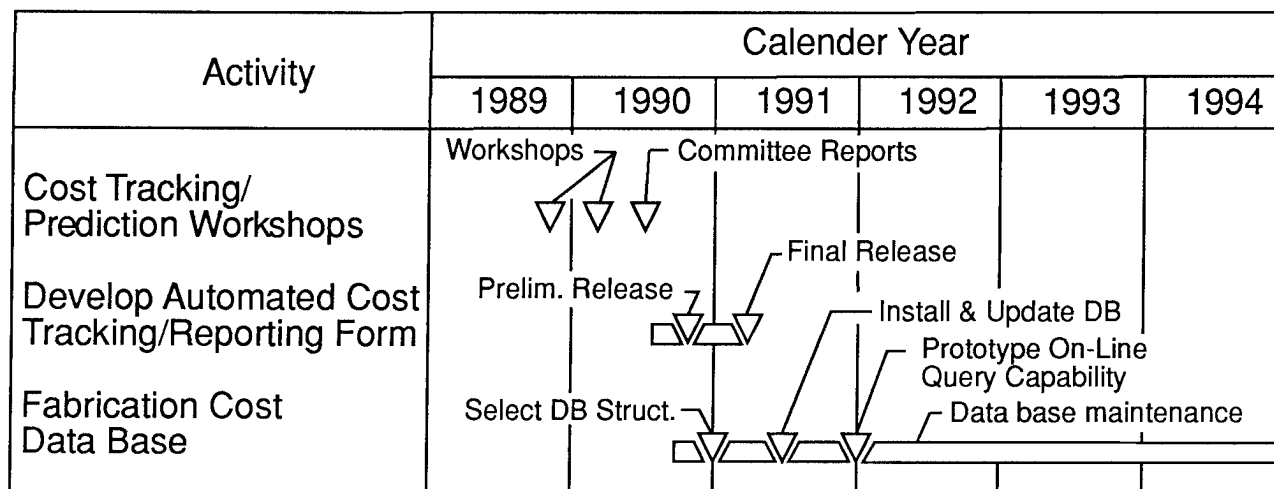 Activity
Calender Year
1989 1990 1991 1992 1993 1994
Workshops
Committee Reports
Cost Tracking/
Prediction Workshops
Final Release
Prelim. Release
Develop Automated Cost
Tracking/Reporting Form
Install & Update DB
Prototype On-Line
Query Capability
Fabrication Cost
Data Base
Select DB Struct.
Data base maintenance